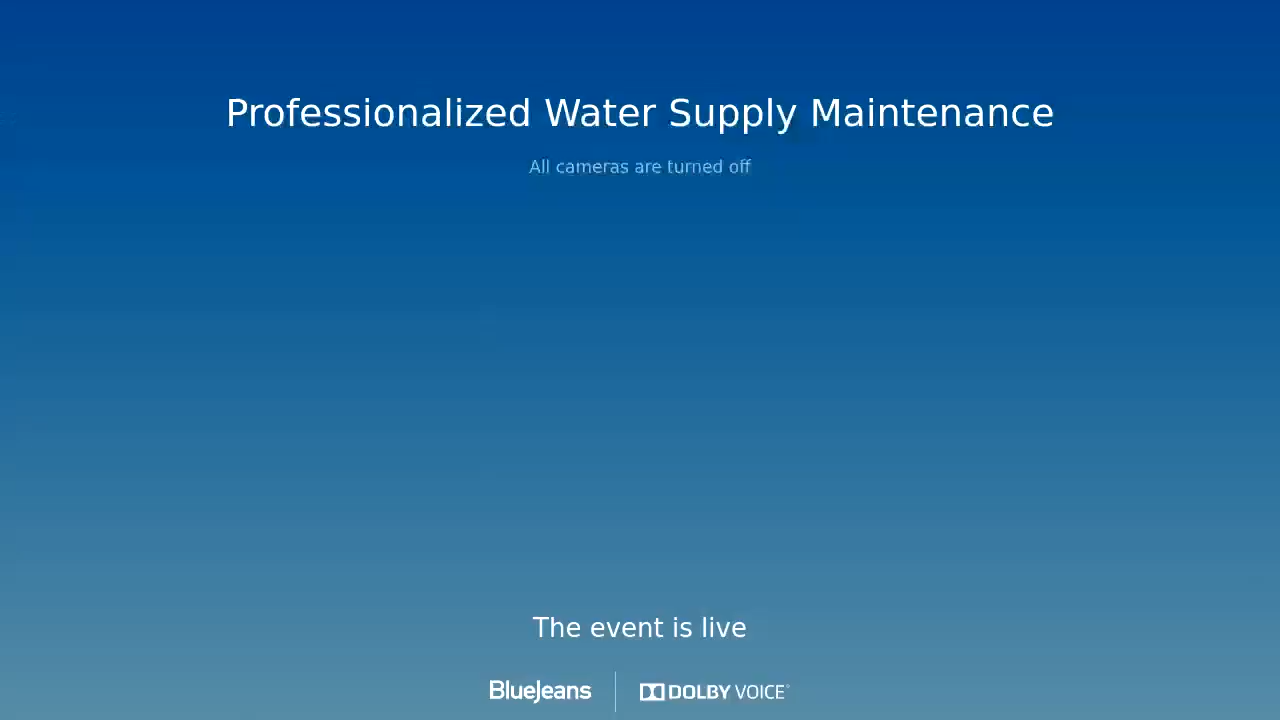 Professionalized Water Supply Maintenance
All cameras are turned off
The event is live
BlueJeans
DOLBY VOICE